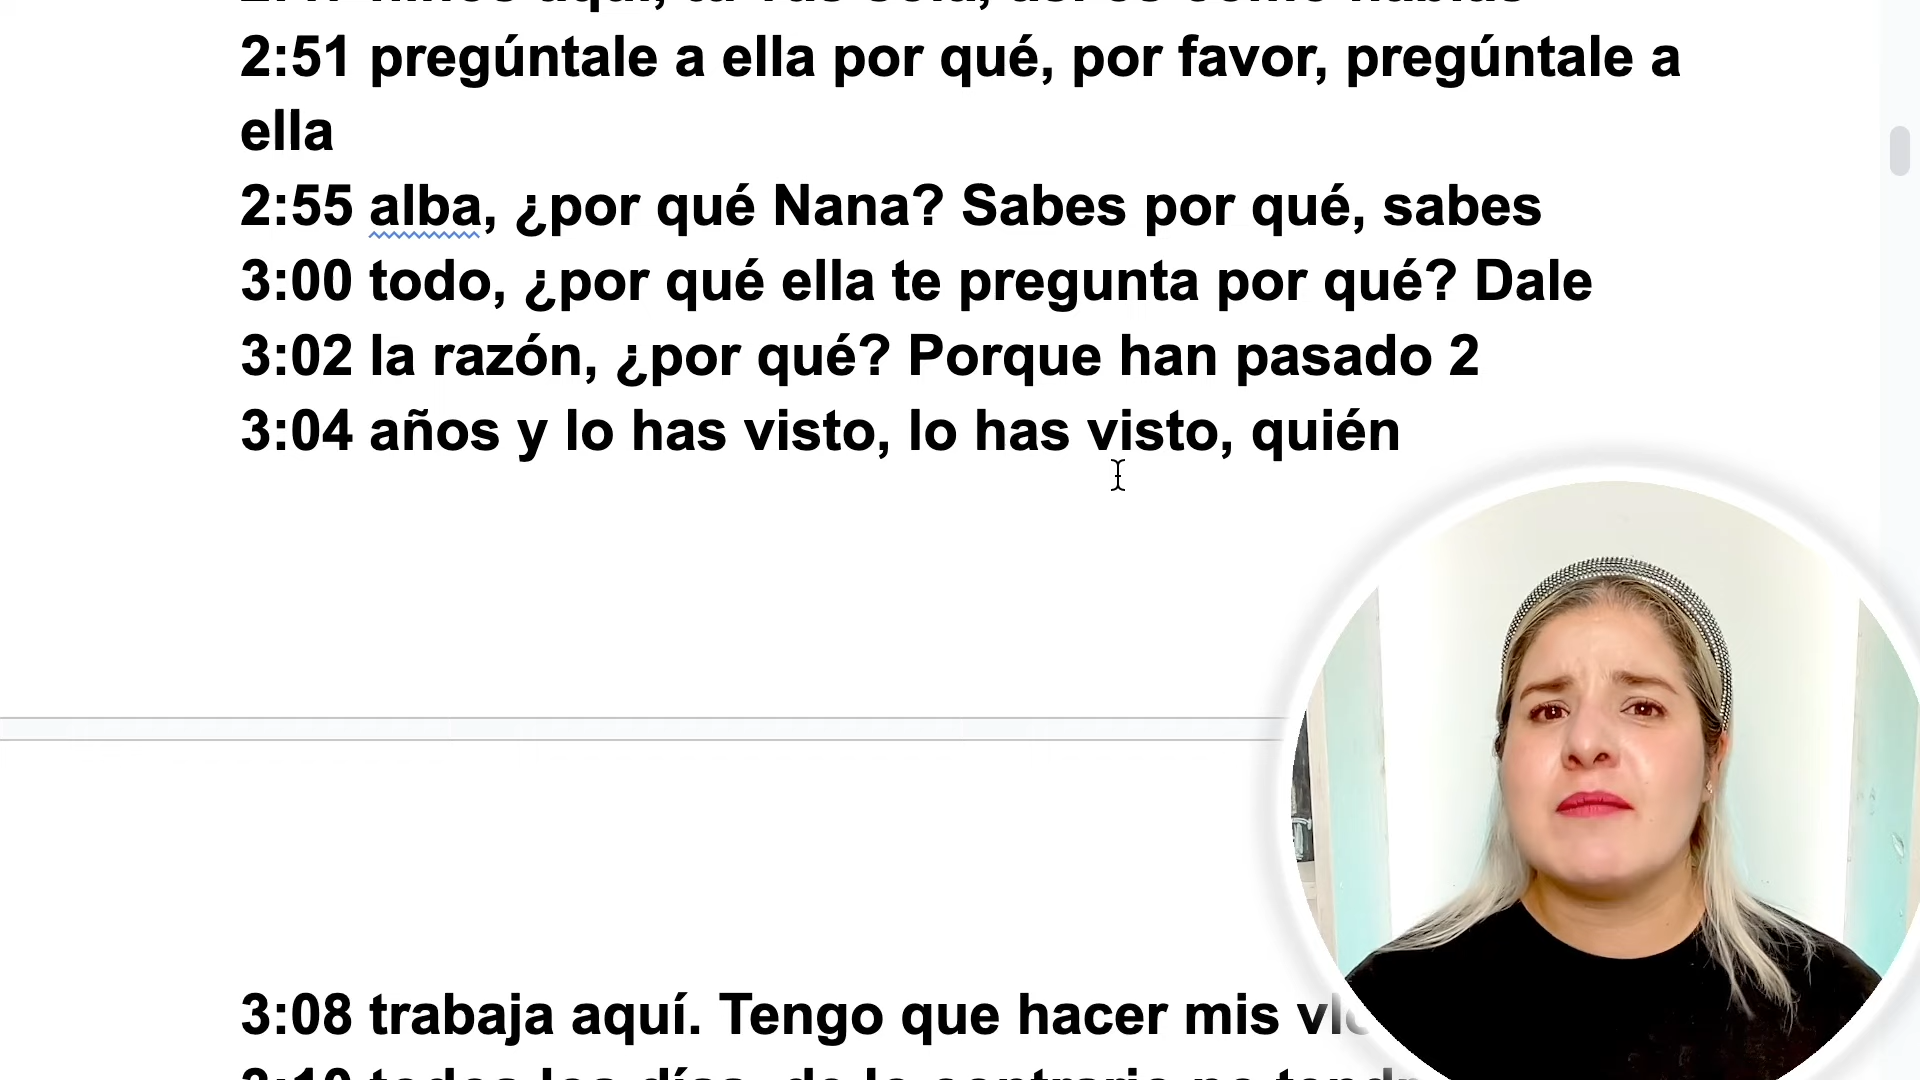 2:51 pregúntale a ella por qué, por favor, pregúntale a
ella
2:55 alba, ¿por qué Nana? Sabes por qué, sabes
3:00 todo, ¿por qué ella te pregunta por qué? Dale
3:02 la razón, ¿por qué? Porque han pasado 2
3:04 años y lo has visto, lo has visto, quién
3:08 trabaja aquí. Tengo que hacer mis